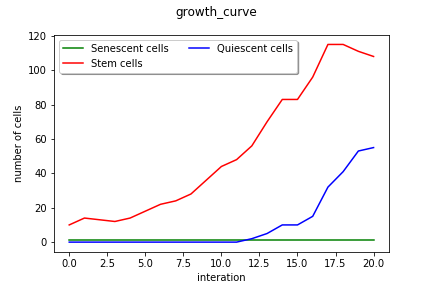 growth_curve
Senescent cells
Stem cells
Quiescent cells
number of cells
120
100
80
60
40
20
0
0.0 2.5 5.0 7.5 10.0 12.5 15.0 17.5 20.0
interation